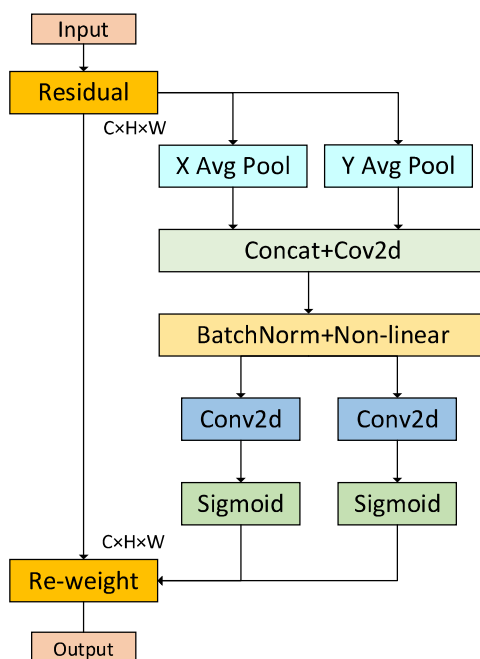 Input
Residual
C×H×W
X Avg Pool
Y Avg Pool
Concat+Cov2d
BatchNorm+Non-linear
Conv2d
Conv2d
Sigmoid
Sigmoid
C×H×W
Re-weight
Output